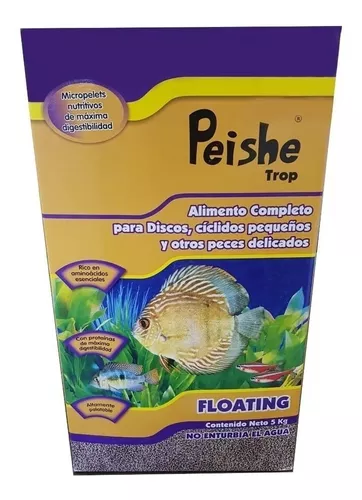 Micropelets
nutritivos
de máxima
digestibilidad
Peishe®
Trop
Alimento Completo
para Discos, cíclidos pequeños
y otros peces delicados
Rico en
aminoácidos
esenciales
Con proteínas
de máxima
digestibilidad
Altamente
palatable
FLOATING
Contenido Neto 5 Kg
NO ENTURBIA EL AGUA